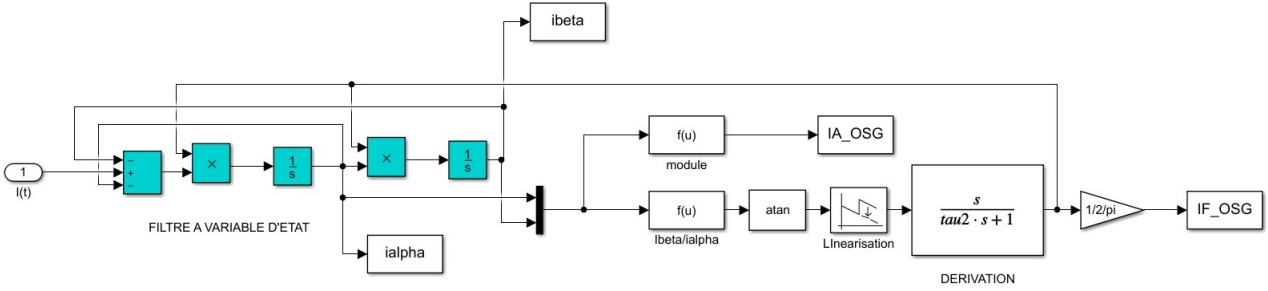 ibeta
1
I(t)
−
+
−
×
1
s
×
1
s
FILTRE A VARIABLE D'ETAT
ialpha
f(u)
module
IA_OSG
f(u)
Ibeta/ialpha
atan
LInearisation
s
tau2 · s + 1
DERIVATION
1/2/pi
IF_OSG